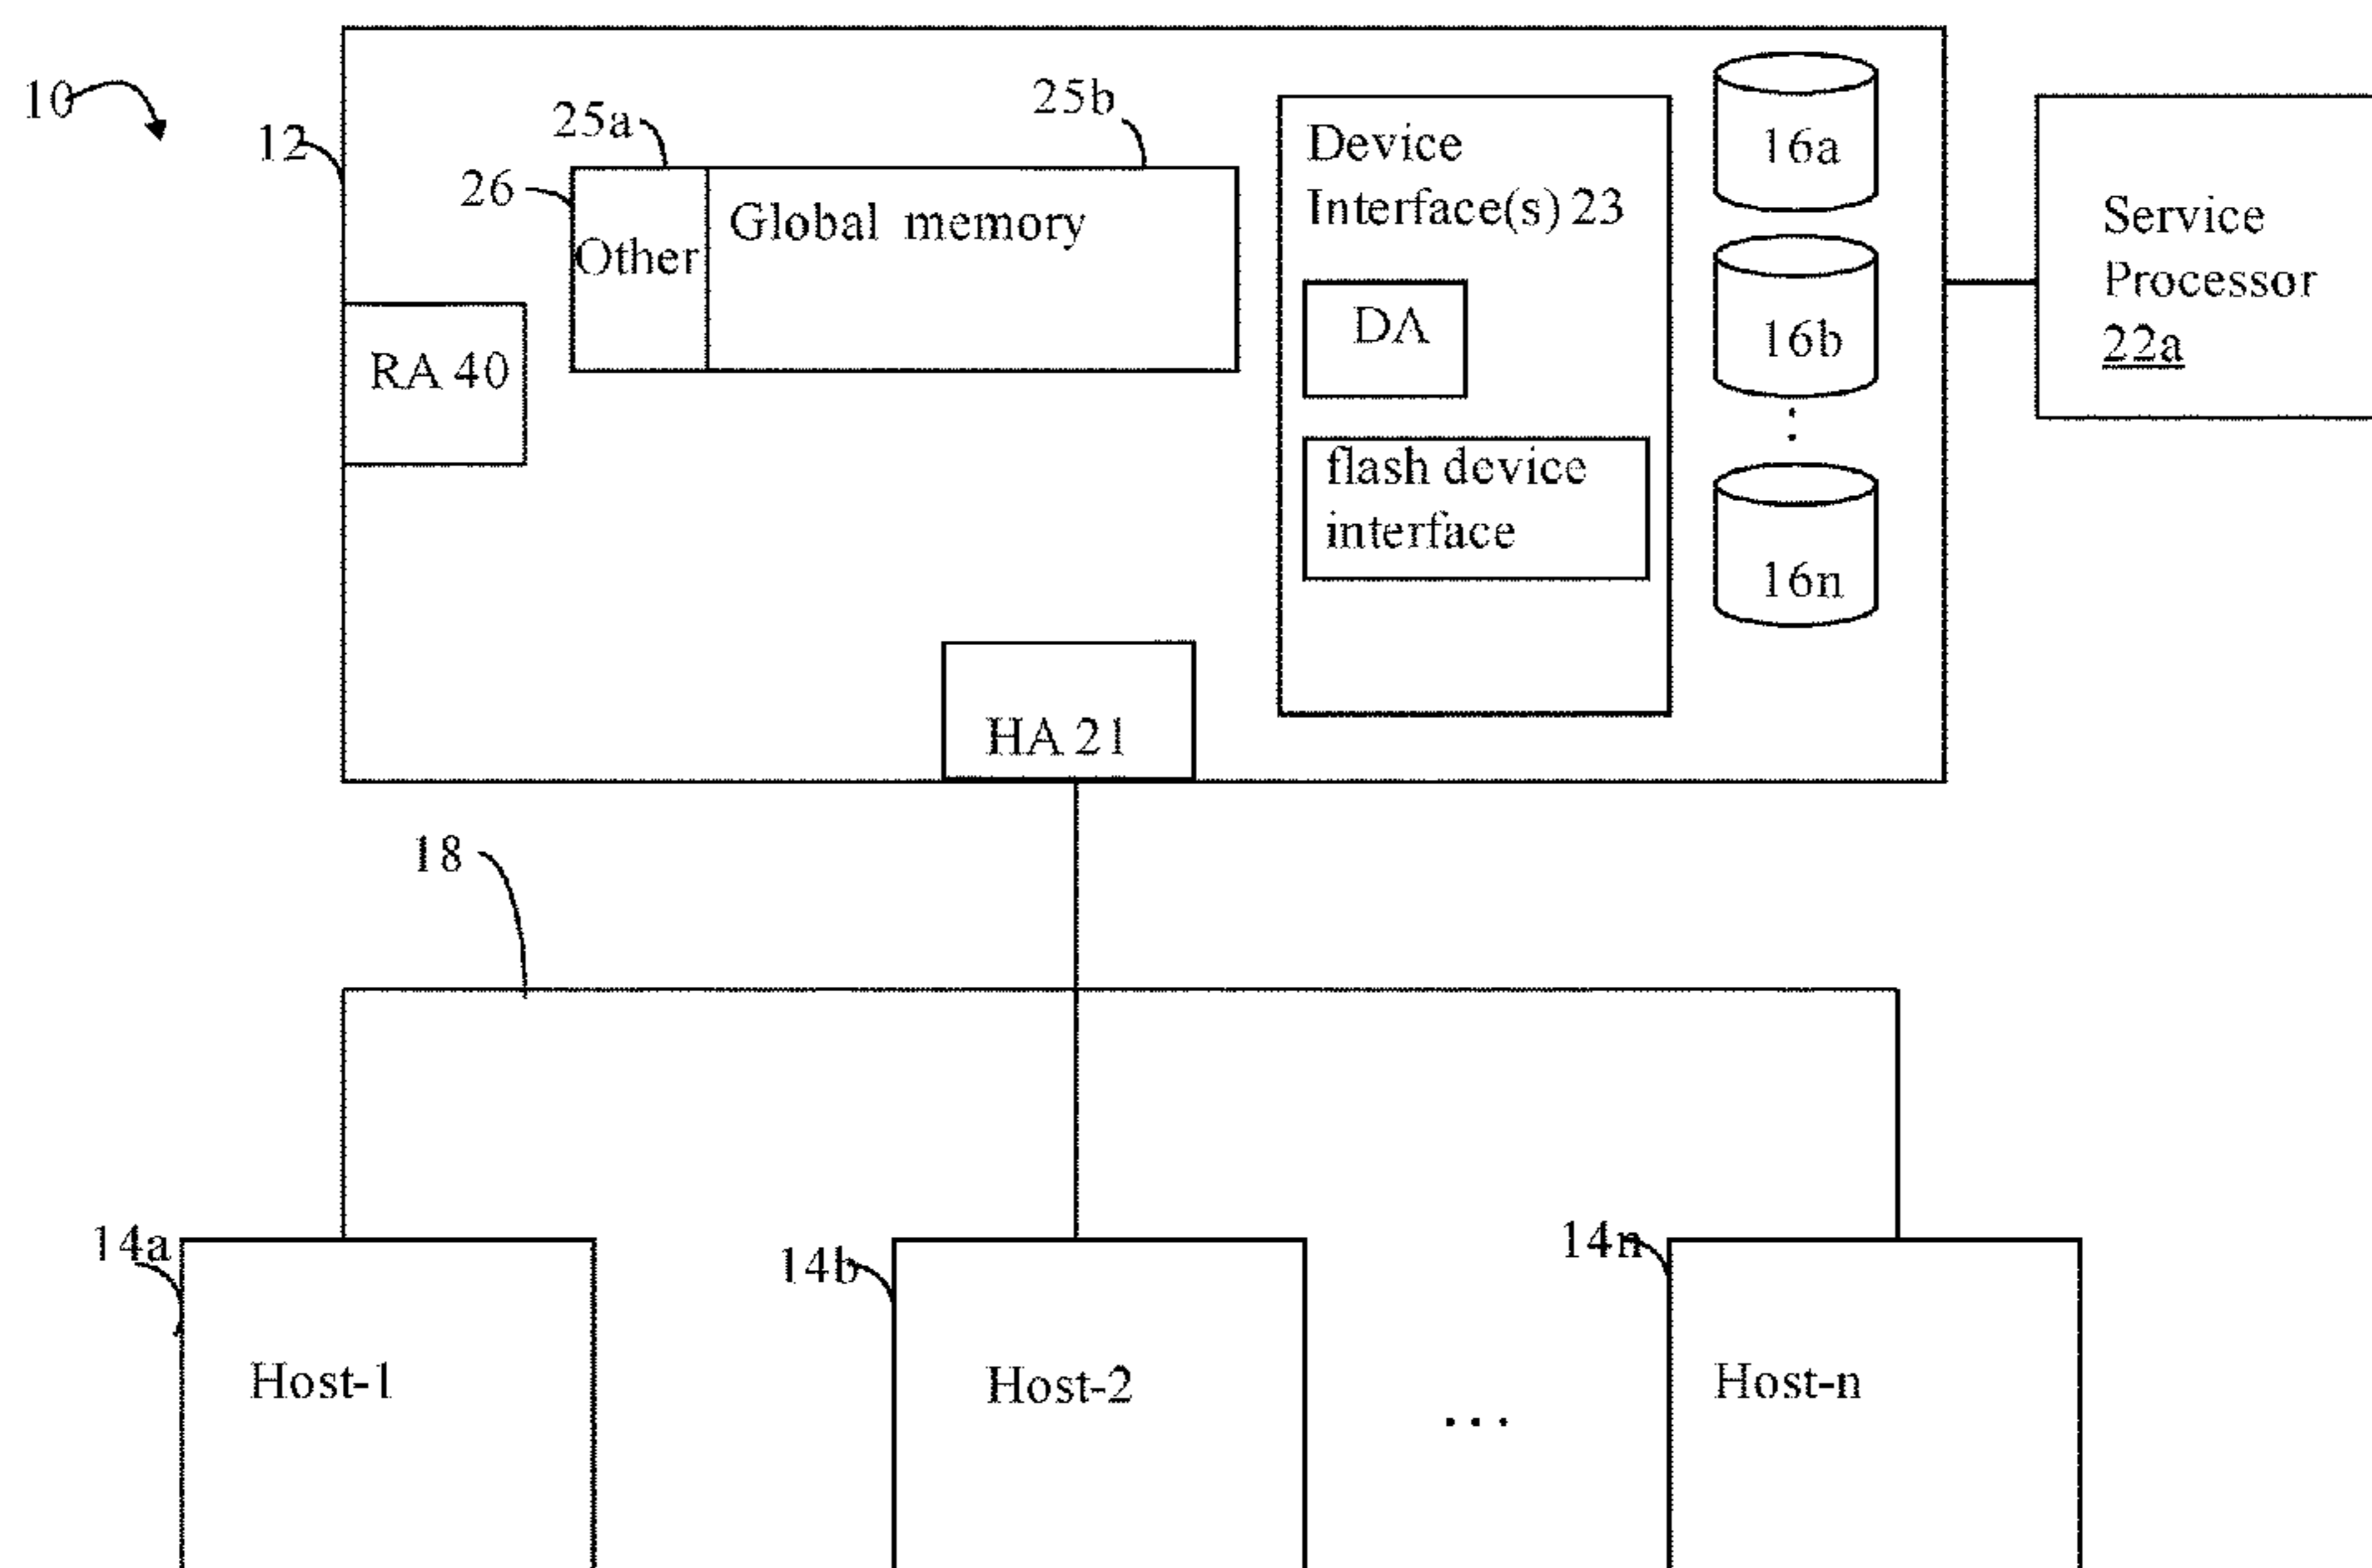 10
12
25a
25b
26
Other
Global memory
Device
Interface(s) 23
DA
flash device
interface
16a
16b
:
16n
Service
Processor
22a
RA 40
HA 21
18
14a
14b
14n
Host-1
Host-2
...
Host-n